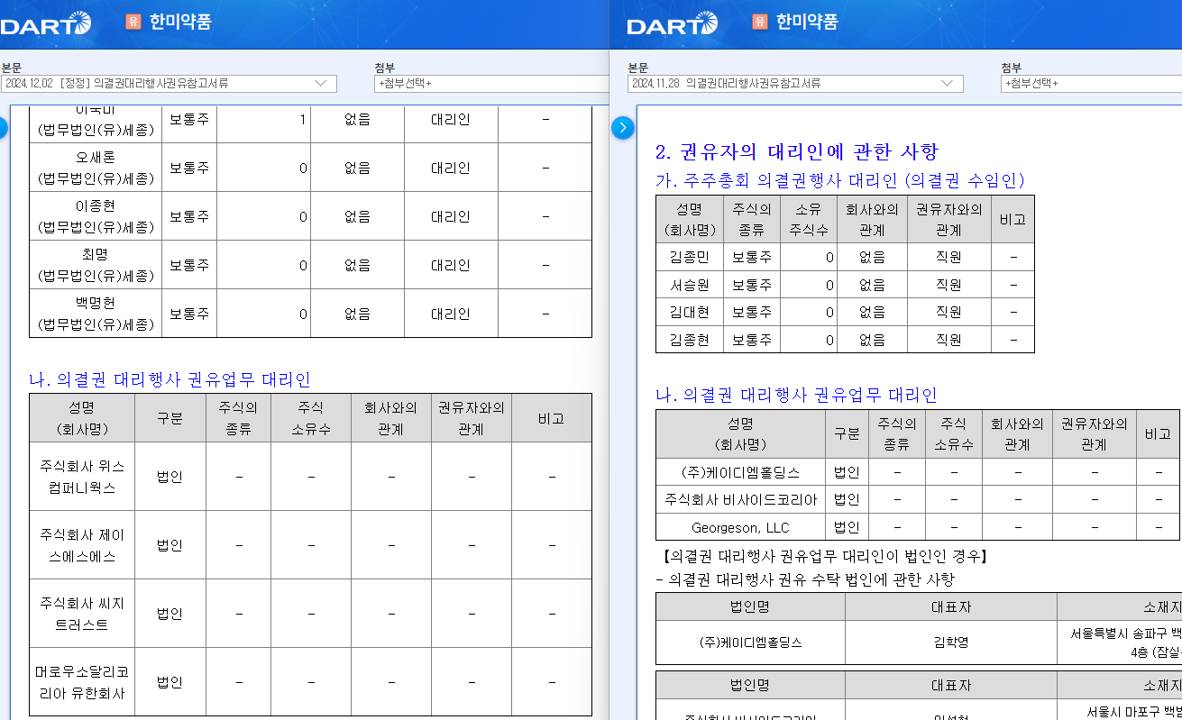 DART
유 한미약품
본문
2024.12.02 [정정] 의결권대리행사권유참고서류
첨부
+첨부선택+
(법무법인(유)세종) 보통주 1 없음 대리인 -
오새론
(법무법인(유)세종) 보통주 0 없음 대리인 -
이종현
(법무법인(유)세종) 보통주 0 없음 대리인 -
최명
(법무법인(유)세종) 보통주 0 없음 대리인 -
백명헌
(법무법인(유)세종) 보통주 0 없음 대리인 -
나. 의결권 대리행사 권유업무 대리인
성명 구분 주식의 주식 회사와의 권유자와의 비고
(회사명) 종류 소유수 관계 관계
주식회사 위스
컴퍼니웍스 법인 - - - - -
주식회사 제이
스에스에스 법인 - - - - -
주식회사 씨지
트러스트 법인 - - - - -
머로우소달리코
리아 유한회사 법인 - - - - -
DART
유 한미약품
본문
2024.11.28 의결권대리행사권유참고서류
첨부
+첨부선택+
2. 권유자의 대리인에 관한 사항
가. 주주총회 의결권행사 대리인 (의결권 수임인)
성명 주식의 소유 회사와의 권유자와의 비고
(회사명) 종류 주식수 관계 관계
김종민 보통주 0 없음 직원 -
서승원 보통주 0 없음 직원 -
김대현 보통주 0 없음 직원 -
김종현 보통주 0 없음 직원 -
나. 의결권 대리행사 권유업무 대리인
성명 구분 주식의 주식 회사와의 권유자와의 비고
(회사명) 종류 소유수 관계 관계
(주)케이디엠홀딩스 법인 - - - - -
주식회사 비사이드코리아 법인 - - - - -
Georgeson, LLC 법인 - - - - -
【의결권 대리행사 권유업무 대리인이 법인인 경우】
- 의결권 대리행사 권유 수탁 법인에 관한 사항
법인명 대표자 소재지
(주)케이디엠홀딩스 김학영 서울특별시 송파구 백
4층 (잠실
법인명 대표자 소재지
서울시 마포구 백범